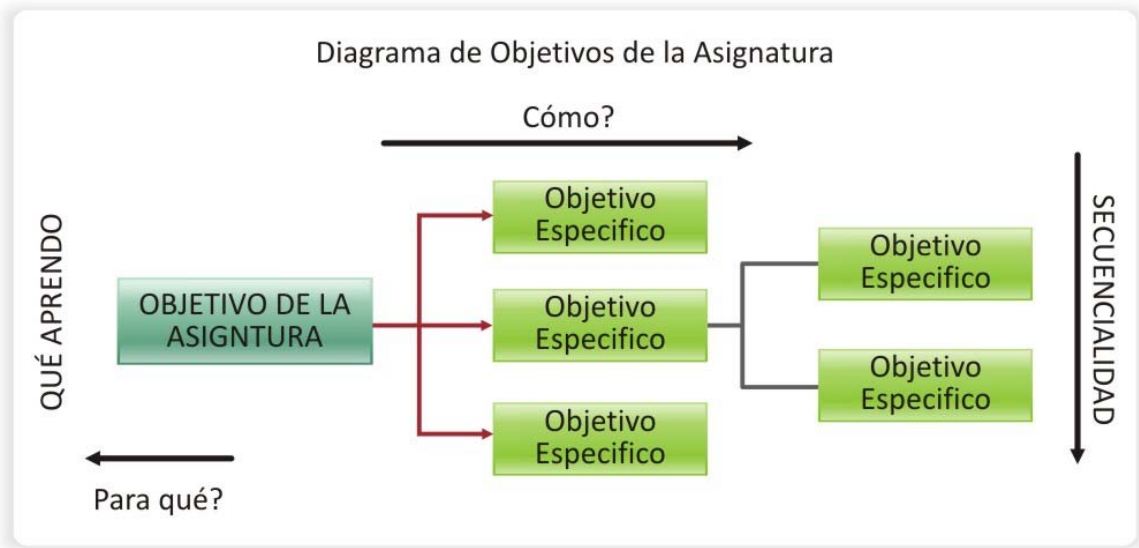 Diagrama de Objetivos de la Asignatura
Cómo?
QUÉ APRENDO
OBJETIVO DE LA
ASIGNTURA
Objetivo
Especifico
Objetivo
Especifico
Objetivo
Especifico
Objetivo
Especifico
Objetivo
Especifico
SECUENCIALIDAD
Para qué?